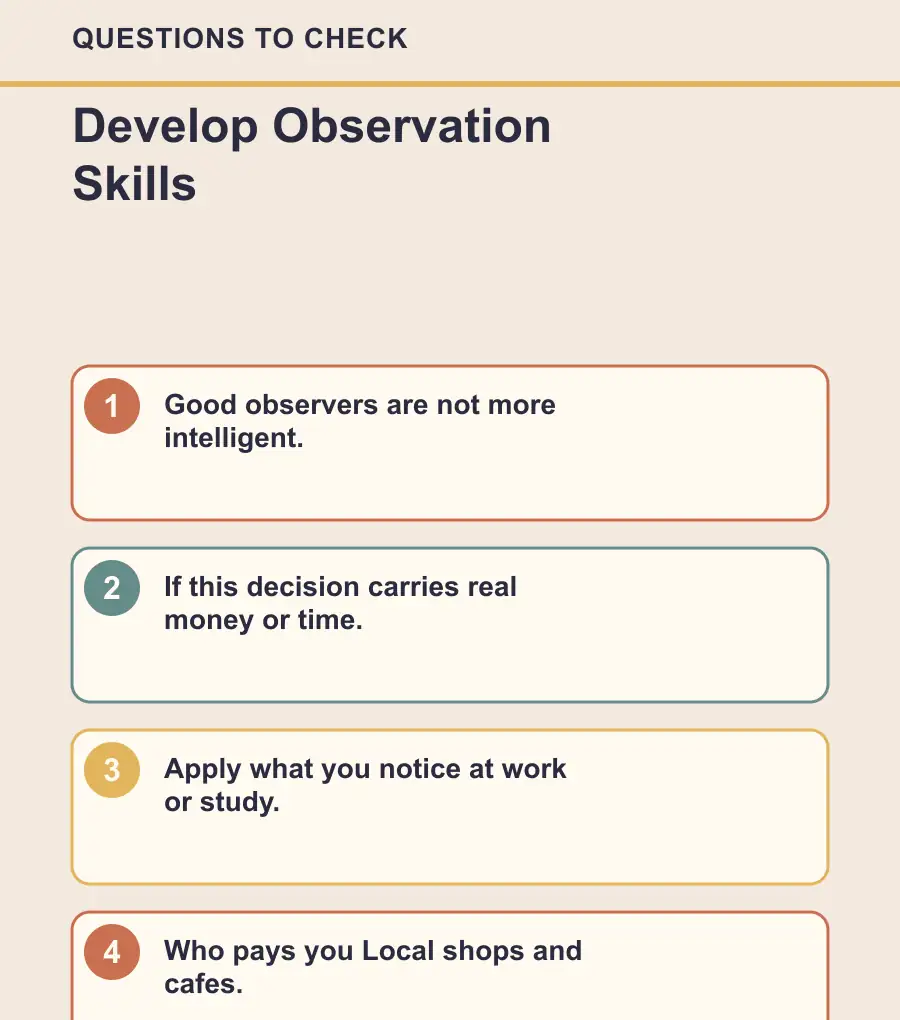 QUESTIONS TO CHECK
Develop Observation
Skills
1
Good observers are not more
intelligent.
2
If this decision carries real
money or time.
3
Apply what you notice at work
or study.
4
Who pays you Local shops and
cafes.